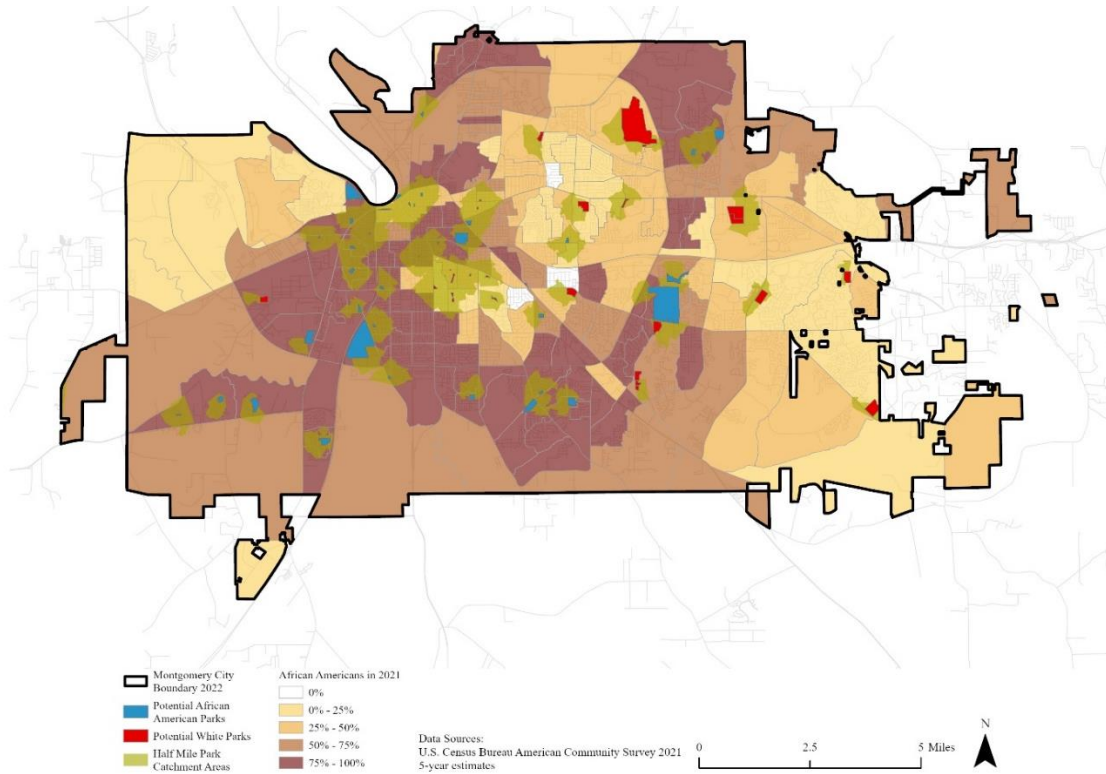 Montgomery City
Boundary 2022
Potential African
American Parks
Potential White Parks
Half Mile Park
Catchment Areas
African Americans in 2021
0%
0% - 25%
25% - 50%
50% - 75%
75% - 100%
Data Sources:
U.S. Census Bureau American Community Survey 2021
5-year estimates
0 2.5 5 Miles
N